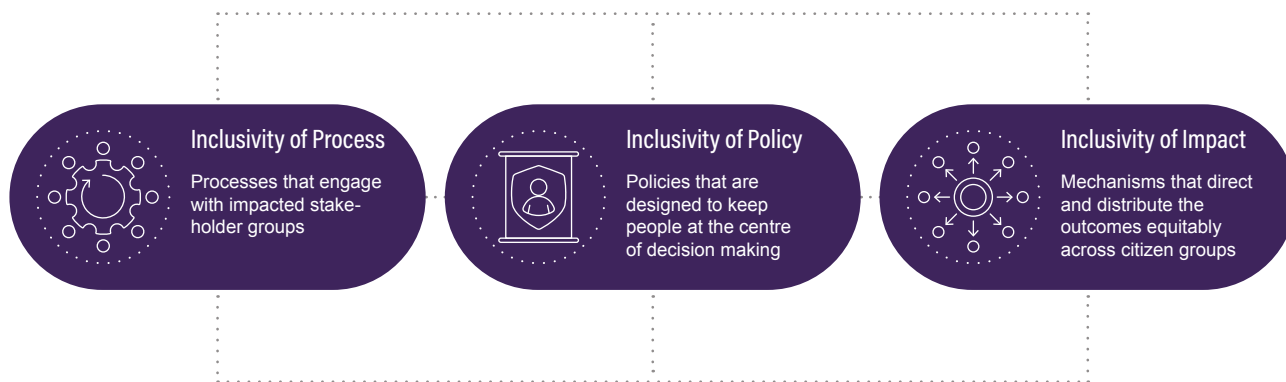 Inclusivity of Process
Processes that engage
with impacted stake-
holder groups
Inclusivity of Policy
Policies that are
designed to keep
people at the centre
of decision making
Inclusivity of Impact
Mechanisms that direct
and distribute the
outcomes equitably
across citizen groups